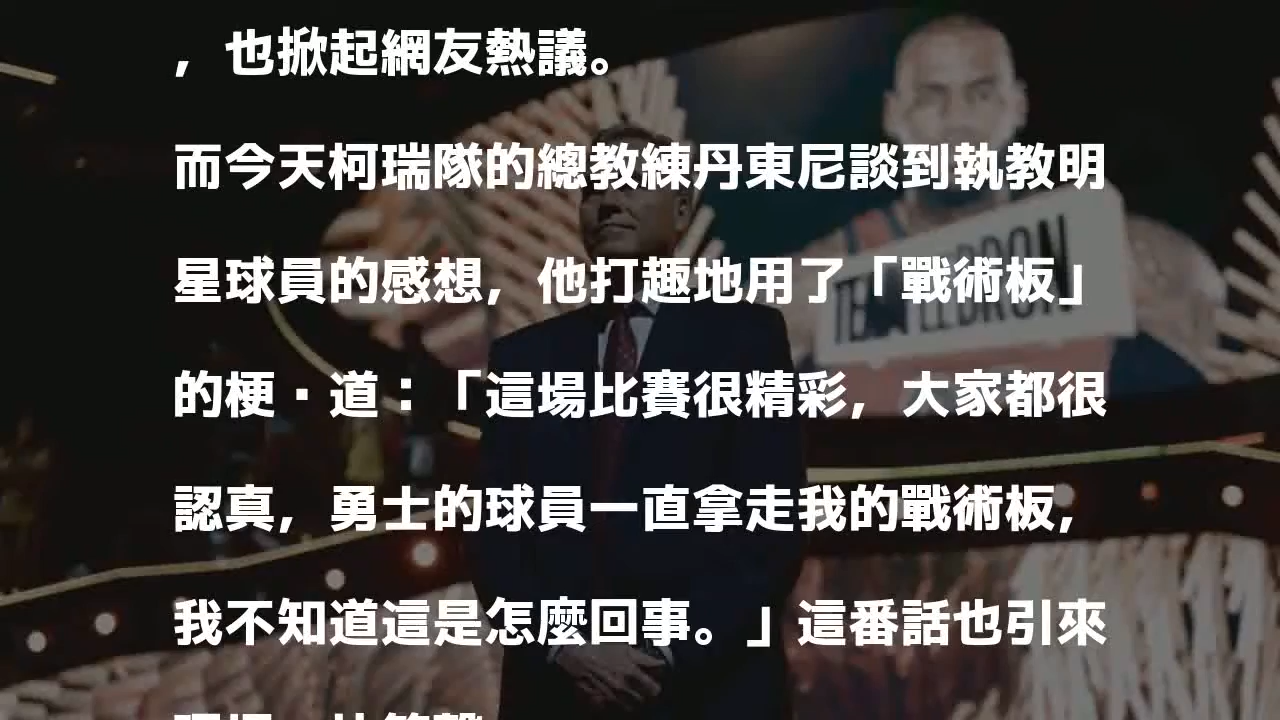 ，也掀起網友熱議。
而今天柯瑞隊的總教練丹東尼談到執教明
星球員的感想，他打趣地用了「戰術板」
的梗·道：「這場比賽很精彩，大家都很
認真，勇士的球員一直拿走我的戰術板，
我不知道這是怎麼回事。」這番話也引來
TEAM LEBRON